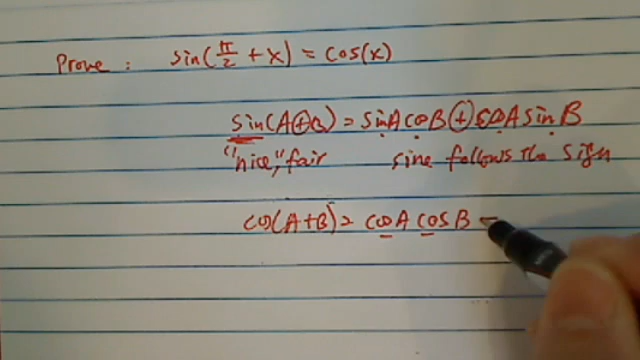 Prove : sin(π/2 + x) = cos(x)
sin(A+B) = sinA cosB + cosA sinB
"nice", fair sine follows the sign
cos(A+B) = cosA cosB -